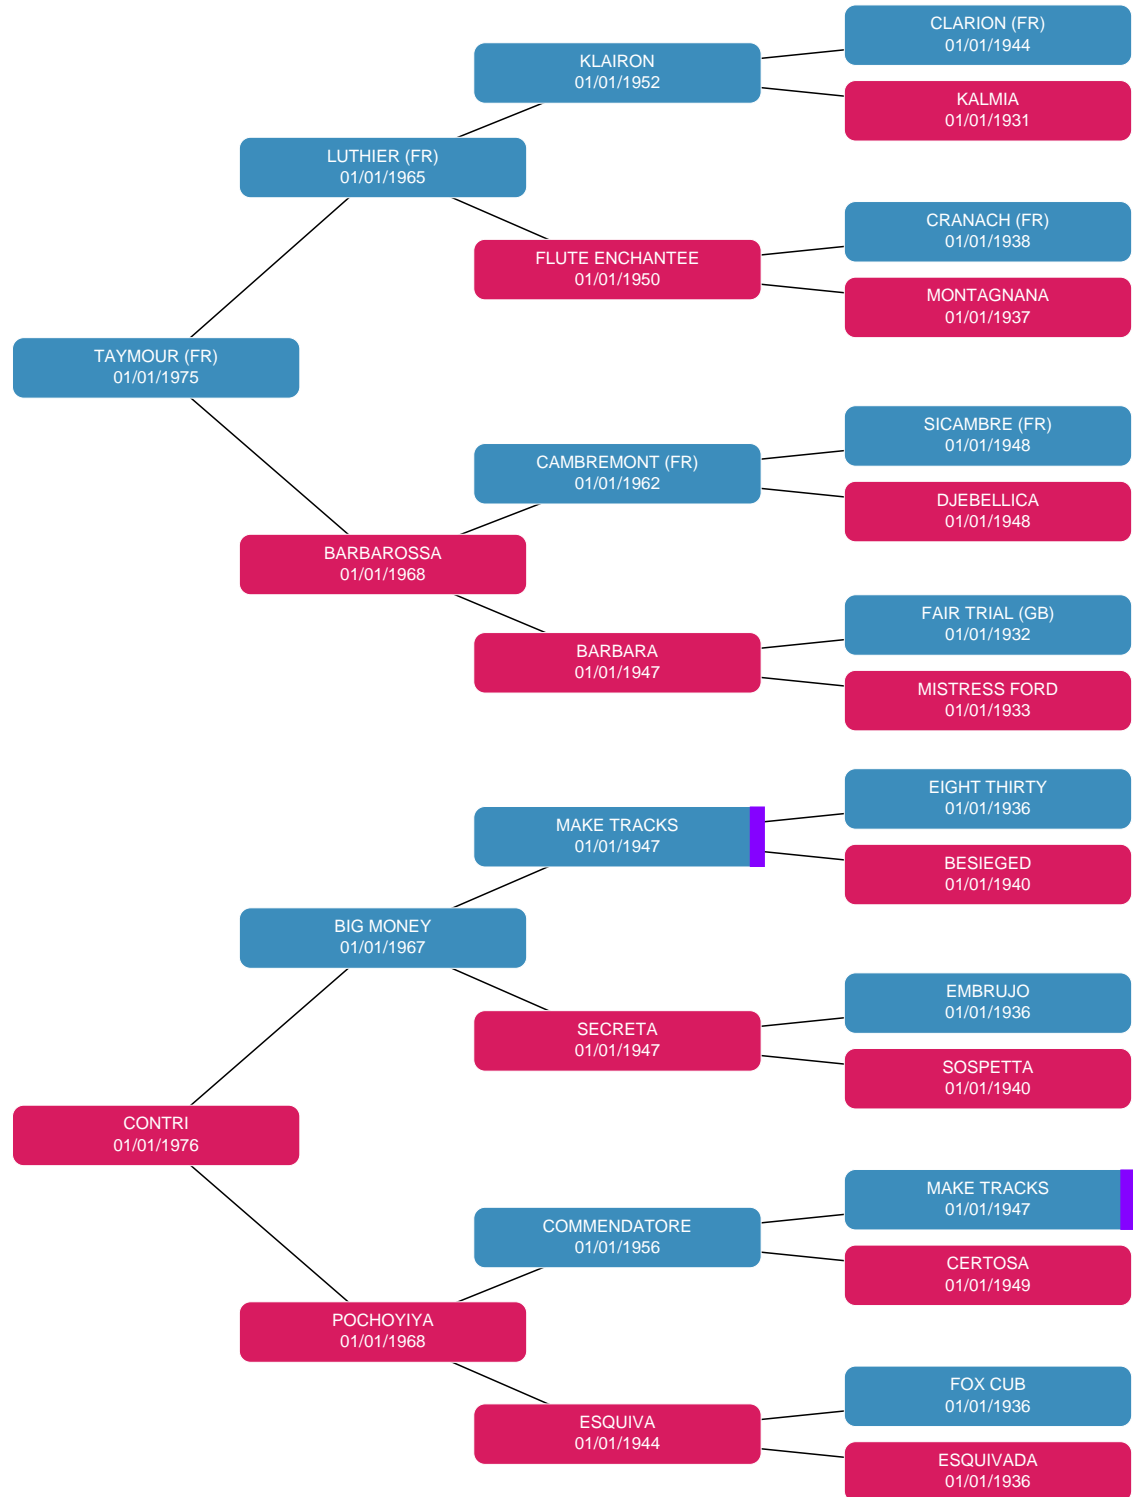 CLARION (FR)
01/01/1944
KLAIRON
01/01/1952
KALMIA
01/01/1931
LUTHIER (FR)
01/01/1965
CRANACH (FR)
01/01/1938
FLUTE ENCHANTEE
01/01/1950
MONTAGNANA
01/01/1937
TAYMOUR (FR)
01/01/1975
SICAMBRE (FR)
01/01/1948
CAMBREMONT (FR)
01/01/1962
DJEBELLICA
01/01/1948
BARBAROSSA
01/01/1968
FAIR TRIAL (GB)
01/01/1932
BARBARA
01/01/1947
MISTRESS FORD
01/01/1933
EIGHT THIRTY
01/01/1936
MAKE TRACKS
01/01/1947
BESIEGED
01/01/1940
BIG MONEY
01/01/1967
EMBRUJO
01/01/1936
SECRETA
01/01/1947
SOSPETTA
01/01/1940
CONTRI
01/01/1976
MAKE TRACKS
01/01/1947
COMMENDATORE
01/01/1956
CERTOSA
01/01/1949
POCHOYIYA
01/01/1968
FOX CUB
01/01/1936
ESQUIVA
01/01/1944
ESQUIVADA
01/01/1936